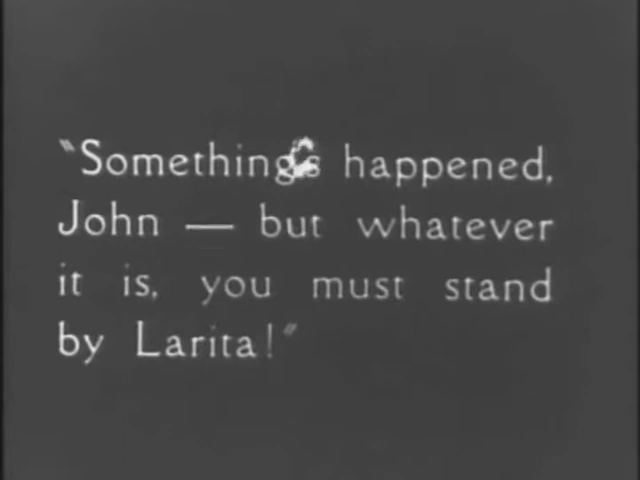 "Something's happened,
John — but whatever
it is, you must stand
by Larita!"